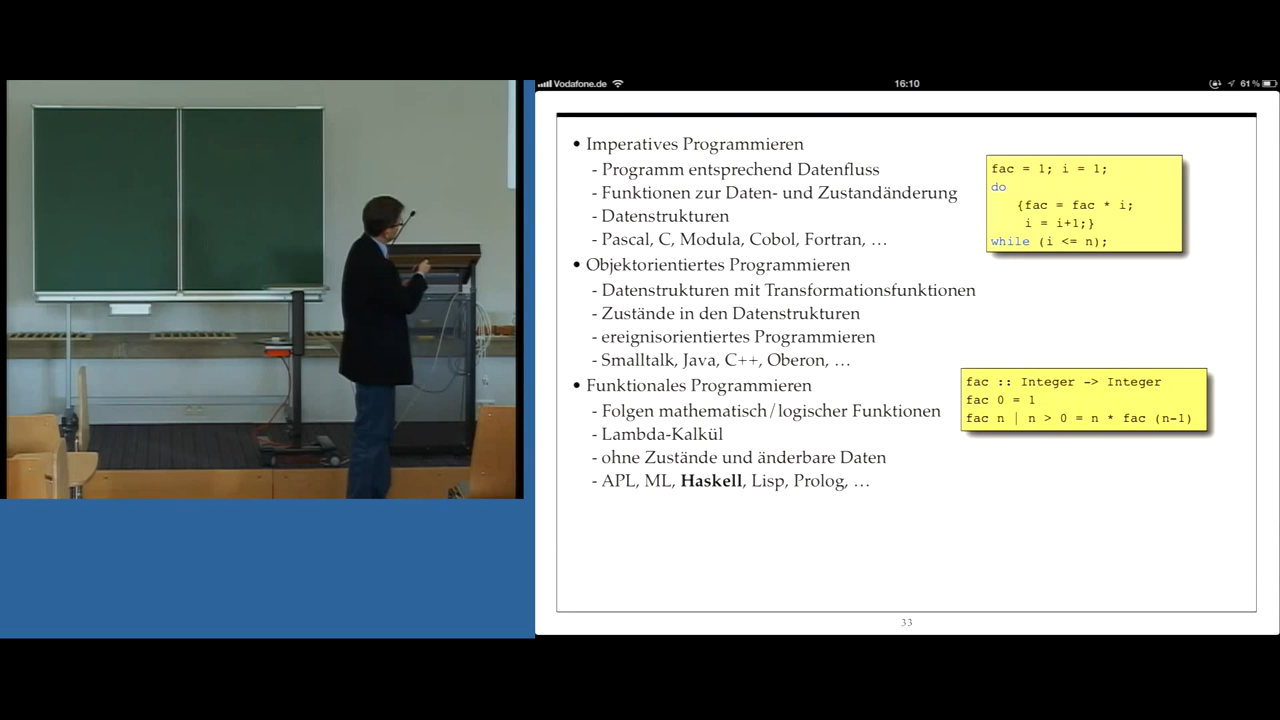 Vodafone.de 16:10 61 %
• Imperatives Programmieren
- Programm entsprechend Datenfluss
- Funktionen zur Daten- und Zustandänderung
- Datenstrukturen
- Pascal, C, Modula, Cobol, Fortran, …
fac = 1; i = 1;
do
{fac = fac * i;
i = i+1;}
while (i <= n);
• Objektorientiertes Programmieren
- Datenstrukturen mit Transformationsfunktionen
- Zustände in den Datenstrukturen
- ereignisorientiertes Programmieren
- Smalltalk, Java, C++, Oberon, …
• Funktionales Programmieren
- Folgen mathematisch/logischer Funktionen
- Lambda-Kalkül
- ohne Zustände und änderbare Daten
- APL, ML, Haskell, Lisp, Prolog, …
fac :: Integer -> Integer
fac 0 = 1
fac n | n > 0 = n * fac (n-1)
33